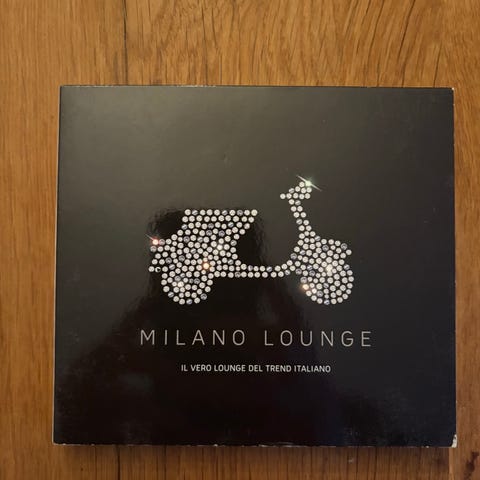 MILANO LOUNGE
IL VERO LOUNGE DEL TREND ITALIANO